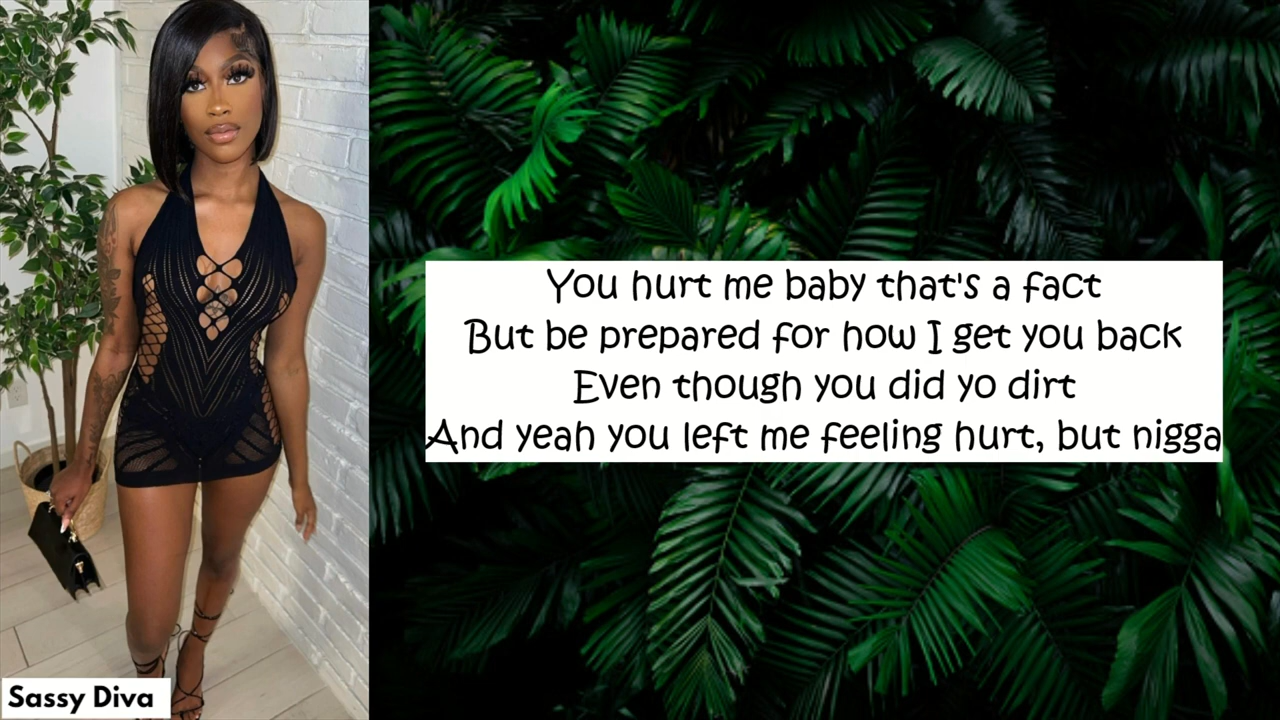 You hurt me baby that's a fact
But be prepared for how I get you back
Even though you did yo dirt
And yeah you left me feeling hurt, but nigga
Sassy Diva